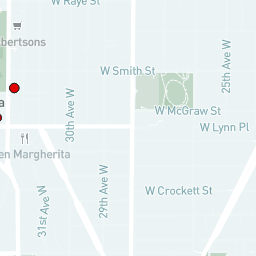 W Raye St
bertsons
W Smith St
25th Ave W
W McGraw St
30th Ave W
W Lynn Pl
a
en Margherita
29th Ave W
W Crockett St
31st Ave W